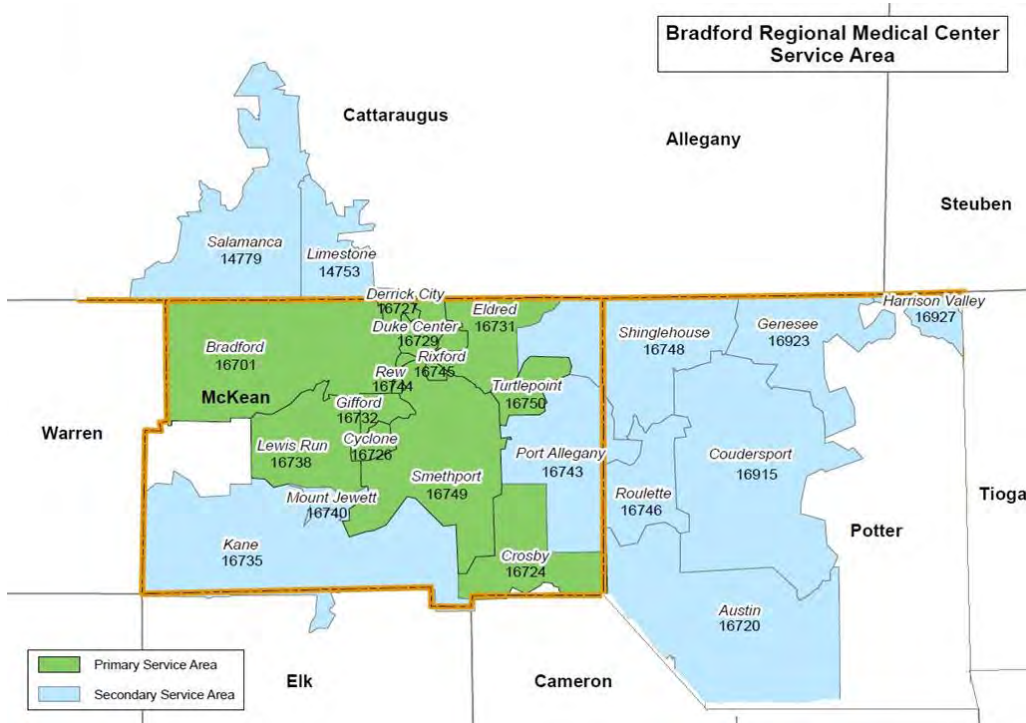 Bradford Regional Medical Center
Service Area
Cattaraugus
Allegany
Steuben
Salamanca
14779
Limestone
14753
Derrick City
16727
Eldred
16731
Harrison Valley
16927
Duke Center
16729
Shinglehouse
16748
Genesee
16923
Bradford
16701
Rixford
16745
Rew
16744
Turtlepoint
16750
McKean
Gifford
16732
Warren
Lewis Run
16738
Cyclone
16726
Port Allegany
16743
Coudersport
16915
Smethport
16749
Mount Jewett
16740
Roulette
16746
Tioga
Potter
Kane
16735
Crosby
16724
Austin
16720
Elk
Cameron
Primary Service Area
Secondary Service Area